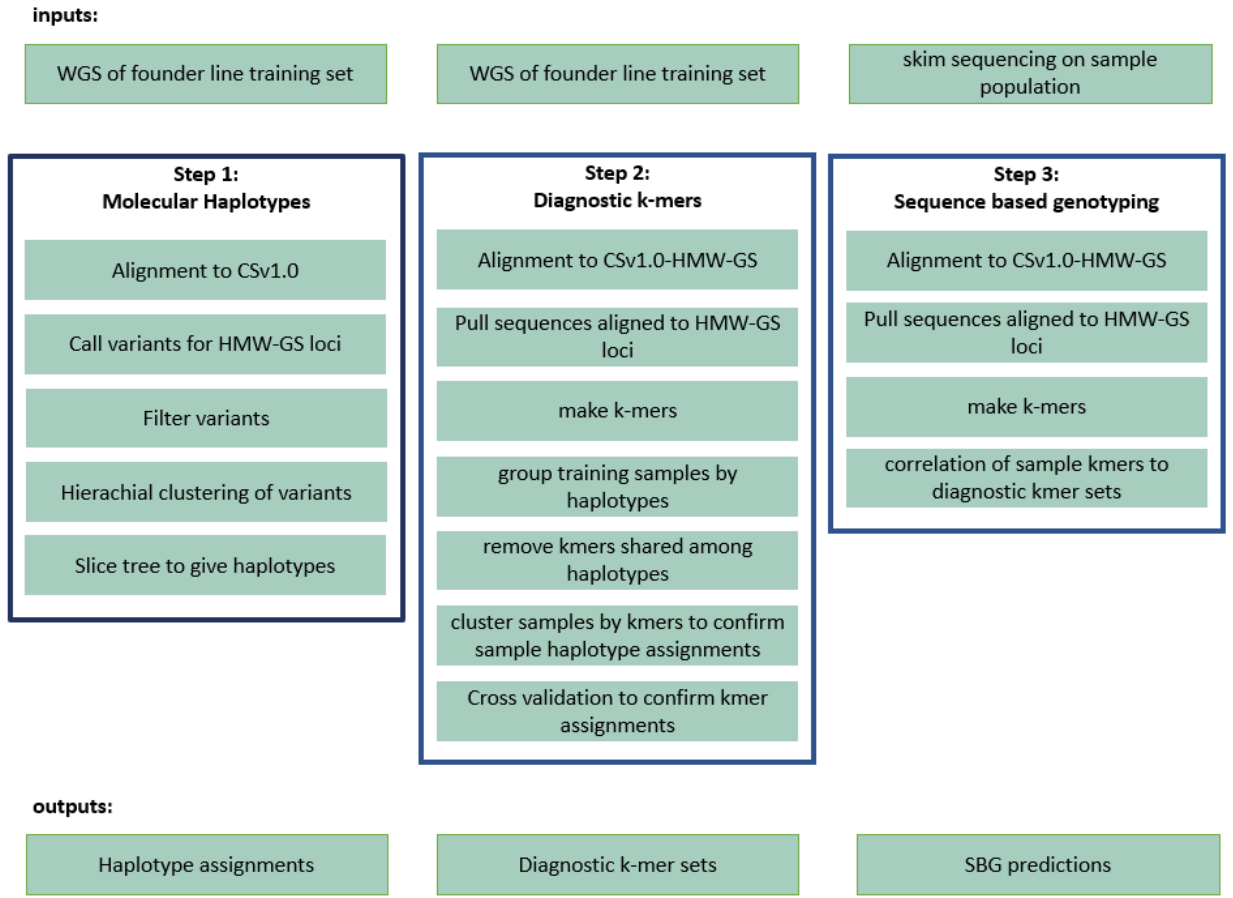 inputs:
WGS of founder line training set
WGS of founder line training set
skim sequencing on sample
population
Step 1:
Molecular Haplotypes
Alignment to CSv1.0
Call variants for HMW-GS loci
Filter variants
Hierachial clustering of variants
Slice tree to give haplotypes
Step 2:
Diagnostic k-mers
Alignment to CSv1.0-HMW-GS
Pull sequences aligned to HMW-GS
loci
make k-mers
group training samples by
haplotypes
remove kmers shared among
haplotypes
cluster samples by kmers to confirm
sample haplotype assignments
Cross validation to confirm kmer
assignments
Step 3:
Sequence based genotyping
Alignment to CSv1.0-HMW-GS
Pull sequences aligned to HMW-GS
loci
make k-mers
correlation of sample kmers to
diagnostic kmer sets
outputs:
Haplotype assignments
Diagnostic k-mer sets
SBG predictions